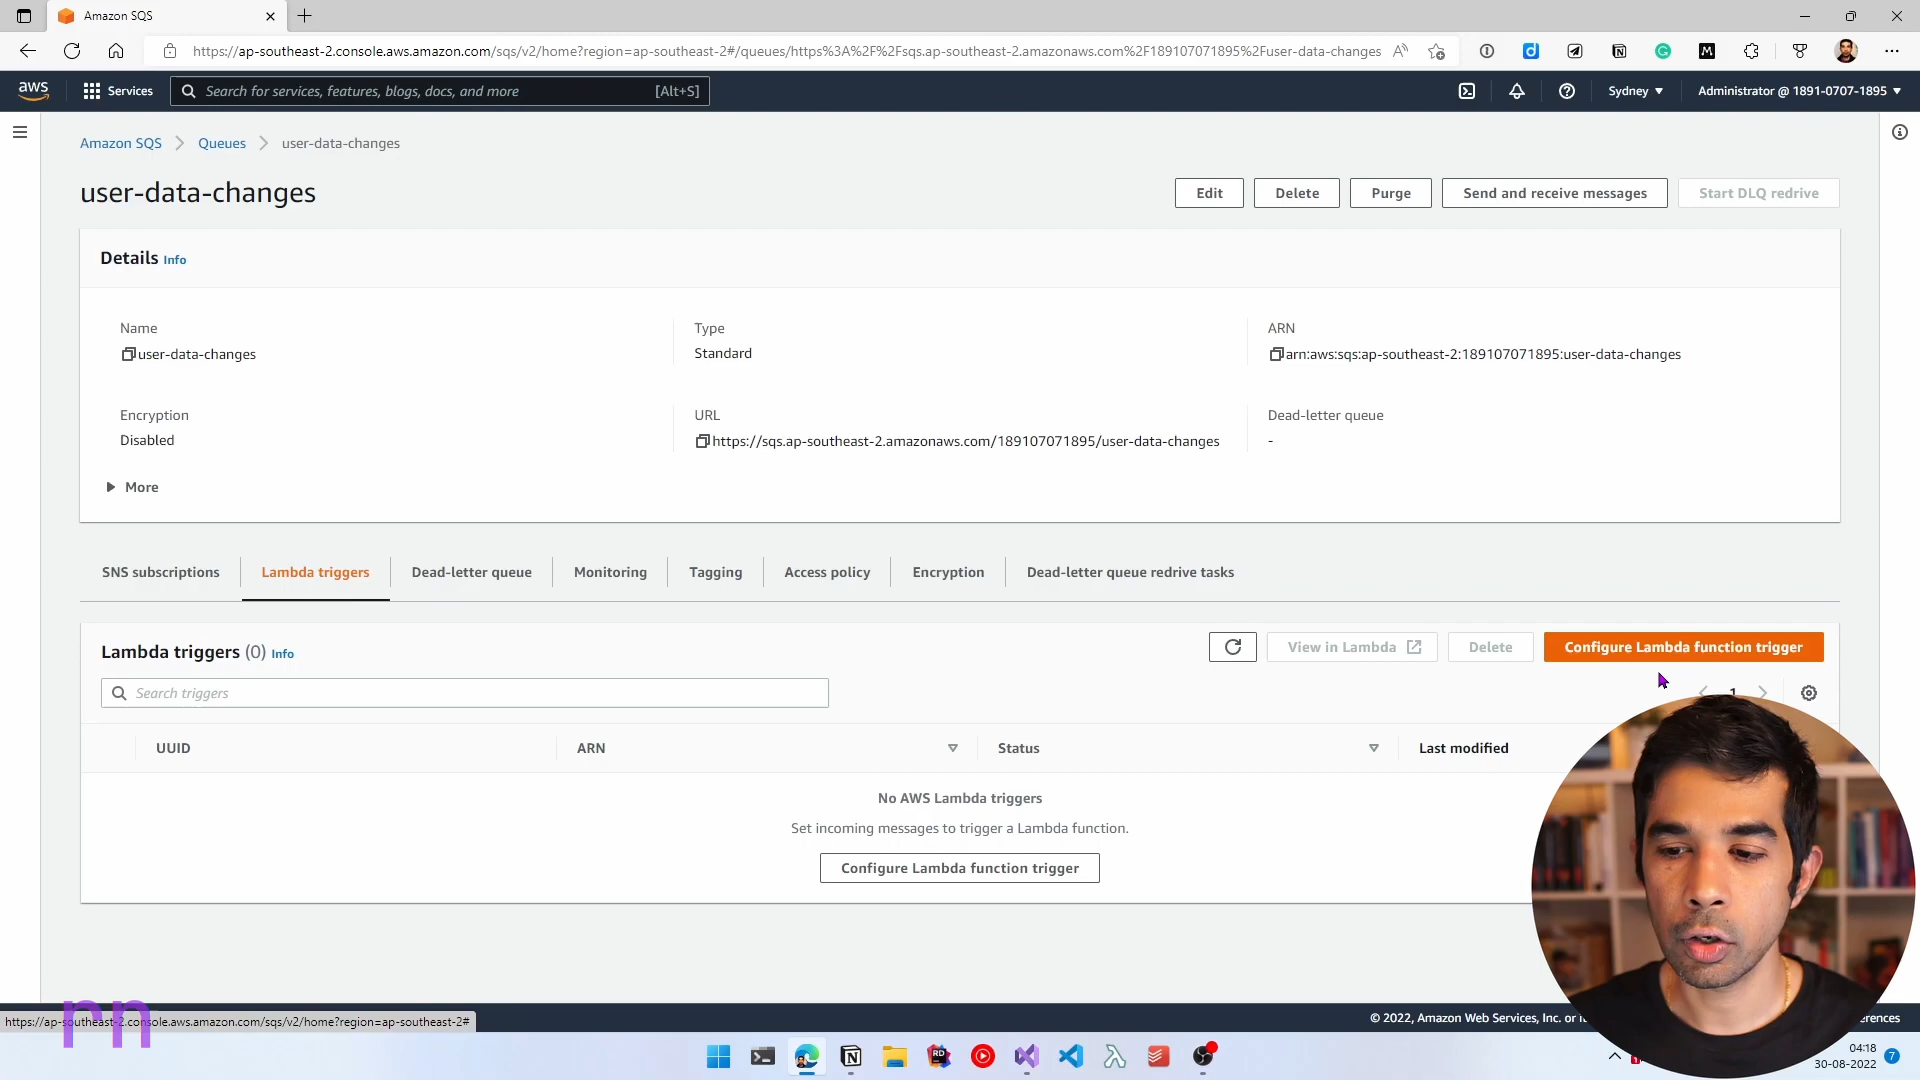 Amazon SQS
https://ap-southeast-2.console.aws.amazon.com/sqs/v2/home?region=ap-southeast-2#/queues/https%3A%2F%2Fsqs.ap-southeast-2.amazonaws.com%2F189107071895%2Fuser-data-changes
aws Services Search for services, features, blogs, docs, and more [Alt+S] Sydney Administrator @ 1891-0707-1895
Amazon SQS Queues user-data-changes
user-data-changes Edit Delete Purge Send and receive messages Start DLQ redrive
Details Info
Name Type ARN
user-data-changes Standard arn:aws:sqs:ap-southeast-2:189107071895:user-data-changes
Encryption URL Dead-letter queue
Disabled https://sqs.ap-southeast-2.amazonaws.com/189107071895/user-data-changes -
More
SNS subscriptions Lambda triggers Dead-letter queue Monitoring Tagging Access policy Encryption Dead-letter queue redrive tasks
Lambda triggers (0) Info View in Lambda Delete Configure Lambda function trigger
Search triggers 1
UUID ARN Status Last modified
No AWS Lambda triggers
Set incoming messages to trigger a Lambda function.
Configure Lambda function trigger
© 2022, Amazon Web Services, Inc. or
https://ap-southeast-2.console.aws.amazon.com/sqs/v2/home?region=ap-southeast-2#
rn
04:18
30-08-2022 7